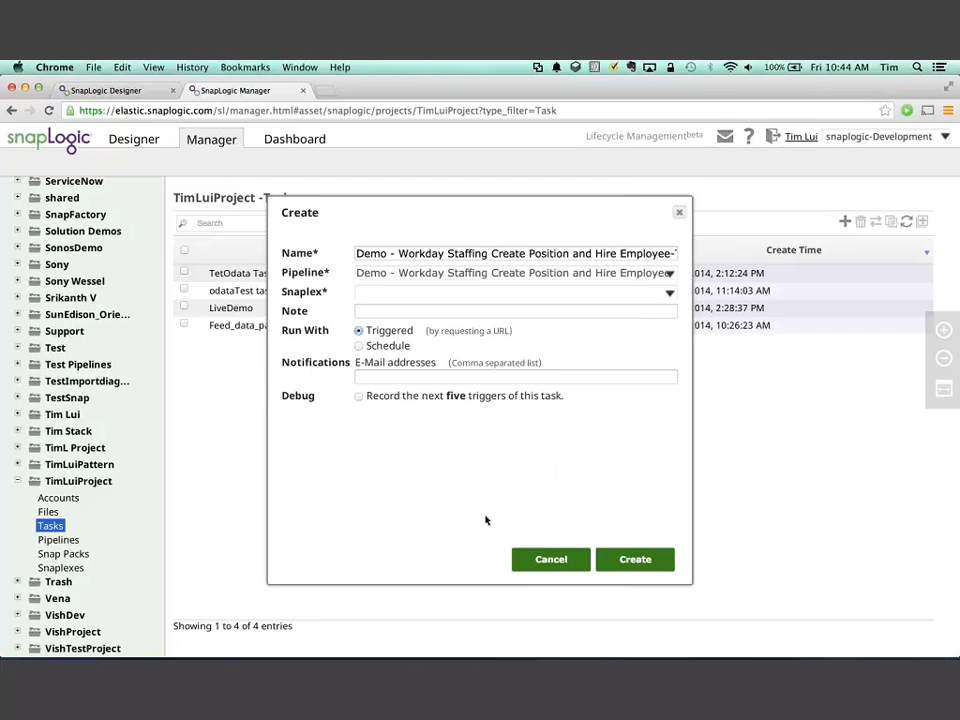 Chrome File Edit View History Bookmarks Window Help 100% Fri 10:44 AM Tim
SnapLogic Designer × SnapLogic Manager ×
https://elastic.snaplogic.com/sl/manager.html#asset/snaplogic/projects/TimLuiProject?type_filter=Task
snapLogic Designer Manager Dashboard Lifecycle Management beta ? Tim Lui snaplogic-Development
ServiceNow
shared
SnapFactory
Solution Demos
SonosDemo
Sony
Sony Wessel
Srikanth V
SunEdison_Orie...
Support
Test
Test Pipelines
TestImportdiag...
TestSnap
Tim Lui
Tim Stack
TimL Project
TimLuiPattern
TimLuiProject
Accounts
Files
Tasks
Pipelines
Snap Packs
Snaplexes
Trash
Vena
VishDev
VishProject
VishTestProject
TimLuiProject -
Search
Create Time
TetOdata Tas 014, 2:12:24 PM
odataTest tas 014, 11:14:03 AM
LiveDemo 014, 2:28:37 PM
Feed_data_pa 014, 10:26:23 AM
Showing 1 to 4 of 4 entries
Create
Name* Demo - Workday Staffing Create Position and Hire Employee-
Pipeline* Demo - Workday Staffing Create Position and Hire Employee
Snaplex*
Note
Run With Triggered (by requesting a URL)
Schedule
Notifications E-Mail addresses (Comma separated list)
Debug Record the next five triggers of this task.
Cancel Create